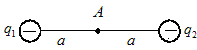 A
q₁ − − q₂
a a